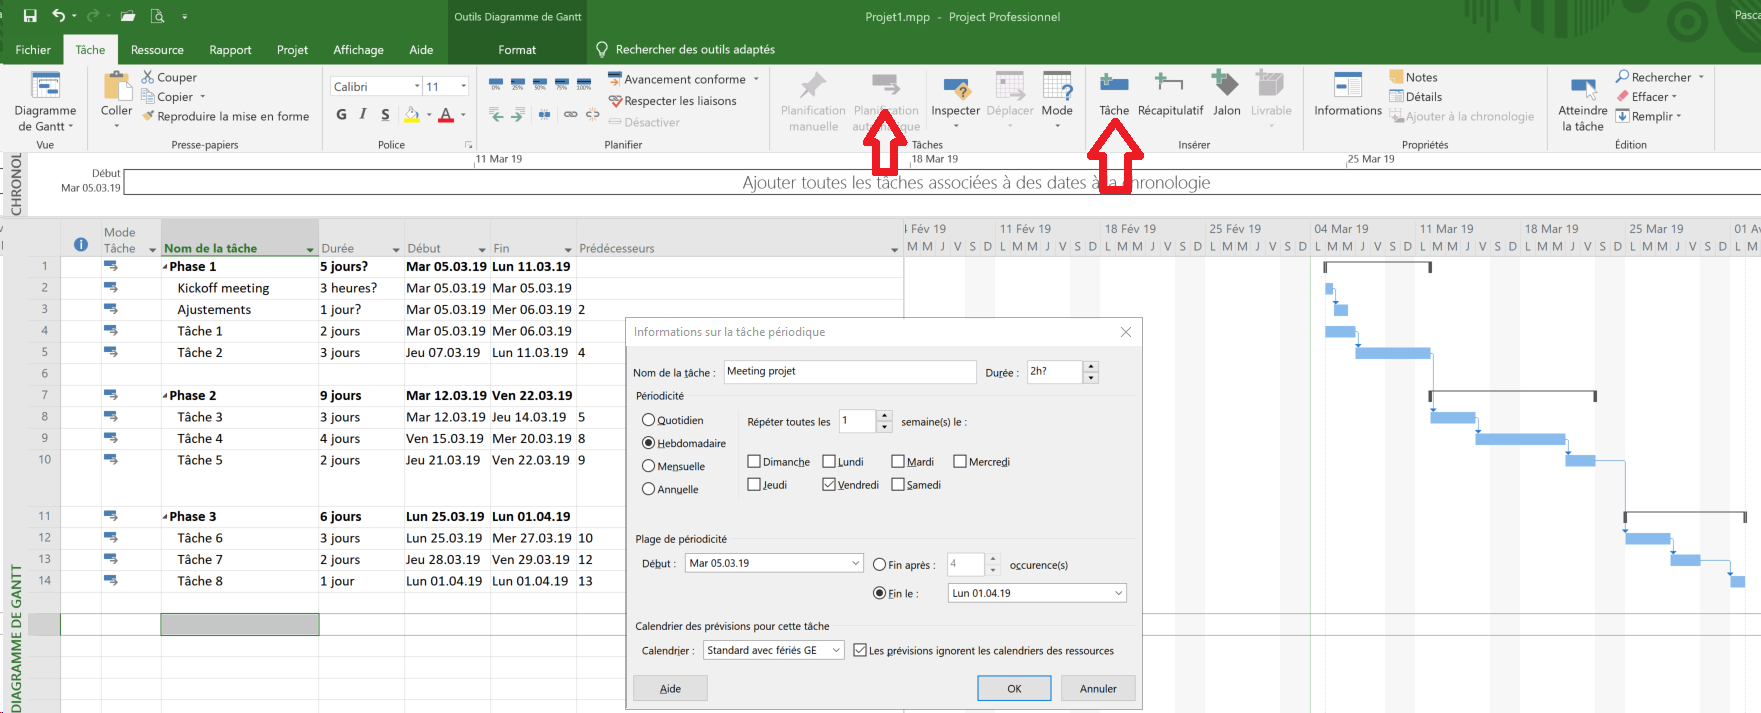 Outils Diagramme de Gantt
Projet1.mpp - Project Professionnel
Pasca
Fichier Tâche Ressource Rapport Projet Affichage Aide Format Rechercher des outils adaptés
Diagramme de Gantt
Vue
Coller
Couper
Copier
Reproduire la mise en forme
Presse-papiers
Calibri 11
G I S A
Police
0% 25% 50% 75% 100%
Avancement conforme
Respecter les liaisons
Désactiver
Planifier
Planification manuelle
Planification automatique
Inspecter
Déplacer
Mode
Tâches
Tâche
Récapitulatif
Jalon
Livrable
Insérer
Informations
Notes
Détails
Ajouter à la chronologie
Propriétés
Atteindre la tâche
Rechercher
Effacer
Remplir
Édition
CHRONOL
11 Mar 19 18 Mar 19 25 Mar 19
Début
Mar 05.03.19
Ajouter toutes les tâches associées à des dates à la chronologie
DIAGRAMME DE GANTT
Mode Tâche Nom de la tâche Durée Début Fin Prédécesseurs
Fév 19 11 Fév 19 18 Fév 19 25 Fév 19 04 Mar 19 11 Mar 19 18 Mar 19 25 Mar 19 01 Av
M M J V S D L M M J V S D L M M J V S D L M M J V S D L M M J V S D L M M J V S D L M M J V S D L M M J V S D L M
1 Phase 1 5 jours? Mar 05.03.19 Lun 11.03.19
2 Kickoff meeting 3 heures? Mar 05.03.19 Mar 05.03.19
3 Ajustements 1 jour? Mar 05.03.19 Mer 06.03.19 2
4 Tâche 1 2 jours Mar 05.03.19 Mer 06.03.19
5 Tâche 2 3 jours Jeu 07.03.19 Lun 11.03.19 4
6
7 Phase 2 9 jours Mar 12.03.19 Ven 22.03.19
8 Tâche 3 3 jours Mar 12.03.19 Jeu 14.03.19 5
9 Tâche 4 4 jours Ven 15.03.19 Mer 20.03.19 8
10 Tâche 5 2 jours Jeu 21.03.19 Ven 22.03.19 9
11 Phase 3 6 jours Lun 25.03.19 Lun 01.04.19
12 Tâche 6 3 jours Lun 25.03.19 Mer 27.03.19 10
13 Tâche 7 2 jours Jeu 28.03.19 Ven 29.03.19 12
14 Tâche 8 1 jour Lun 01.04.19 Lun 01.04.19 13
Informations sur la tâche périodique
Nom de la tâche : Meeting projet Durée : 2h?
Périodicité
Quotidien
Hebdomadaire
Mensuelle
Annuelle
Répéter toutes les 1 semaine(s) le :
Dimanche Lundi Mardi Mercredi
Jeudi Vendredi Samedi
Plage de périodicité
Début : Mar 05.03.19 Fin après : 4 occurence(s)
Fin le : Lun 01.04.19
Calendrier des prévisions pour cette tâche
Calendrier : Standard avec fériés GE Les prévisions ignorent les calendriers des ressources
Aide OK Annuler